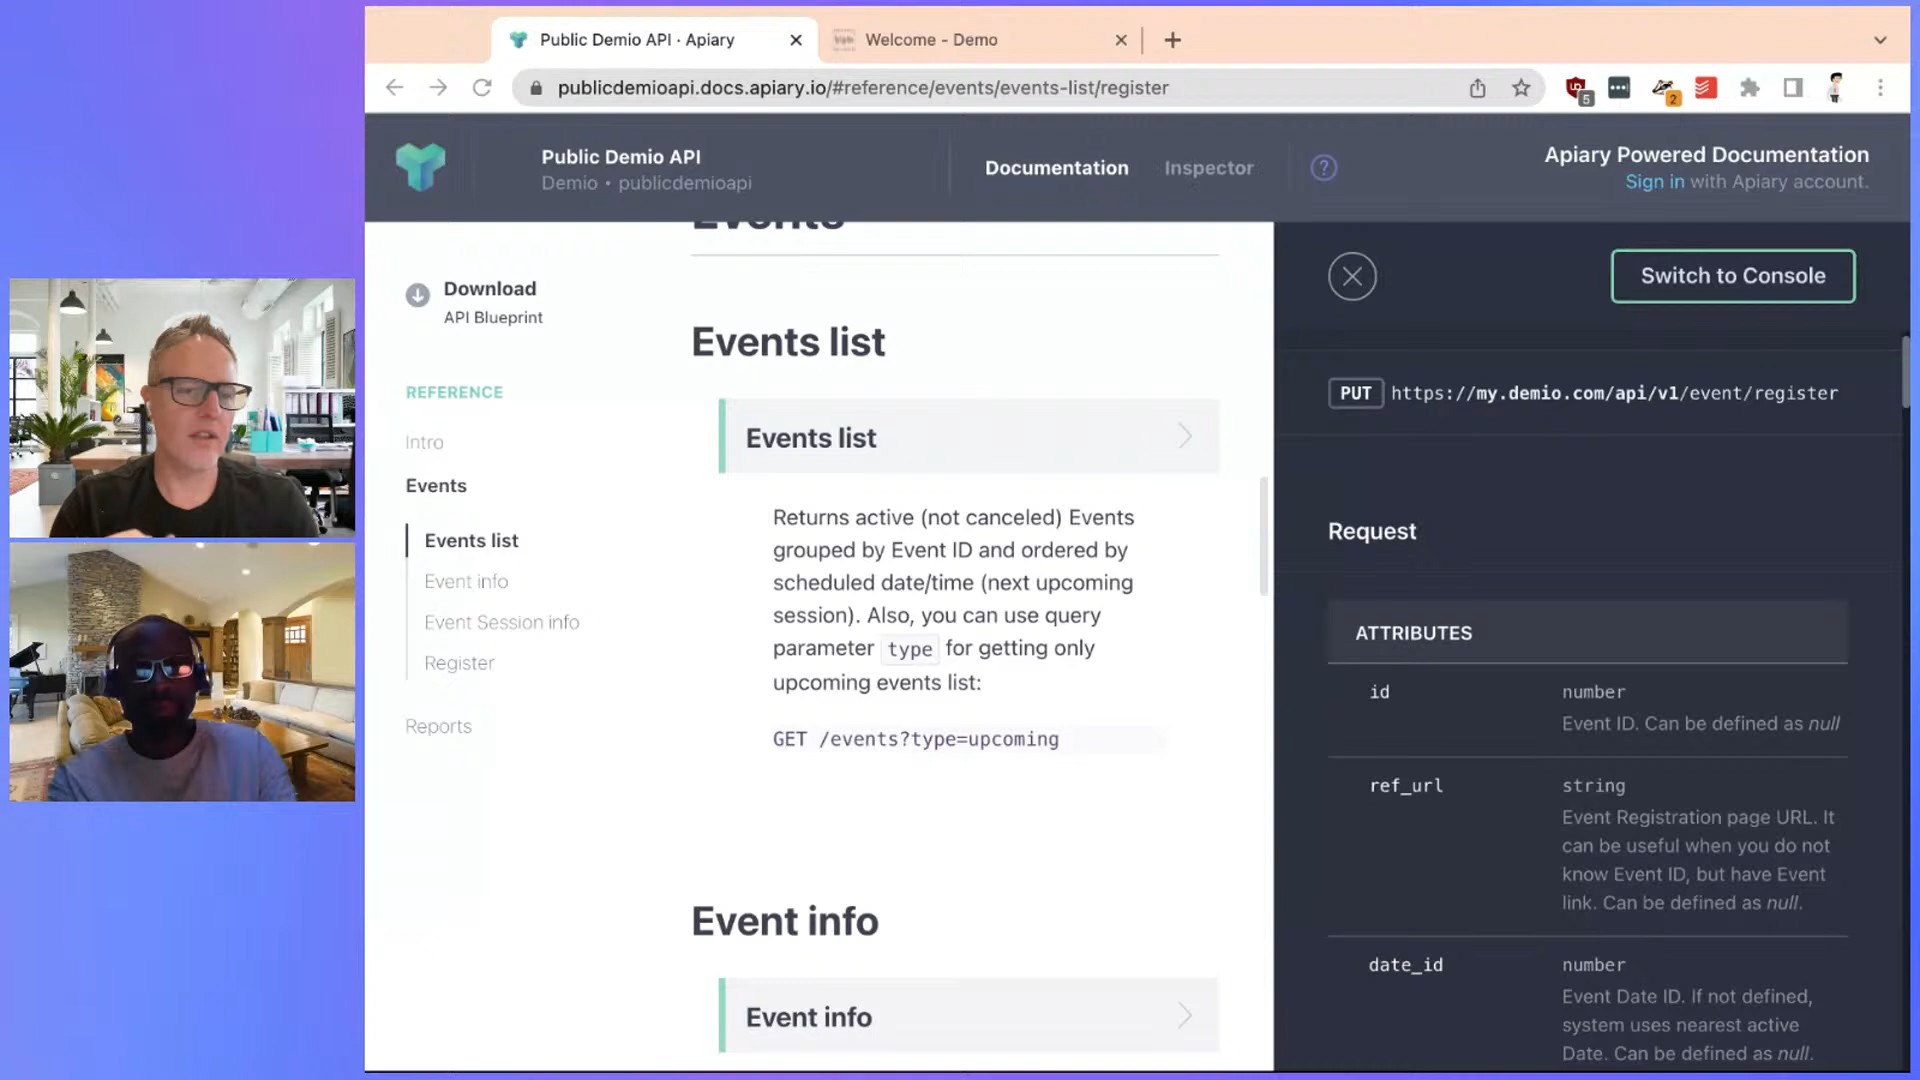 Public Demio API · Apiary
Welcome - Demo
publicdemioapi.docs.apiary.io/#reference/events/events-list/register
5
2
Public Demio API
Demio • publicdemioapi
Documentation
Inspector
?
Apiary Powered Documentation
Sign in with Apiary account.
Download
API Blueprint
REFERENCE
Intro
Events
Events list
Event info
Event Session info
Register
Reports
Events
Events list
Events list
Returns active (not canceled) Events
grouped by Event ID and ordered by
scheduled date/time (next upcoming
session). Also, you can use query
parameter type for getting only
upcoming events list:
GET /events?type=upcoming
Event info
Event info
Switch to Console
PUT https://my.demio.com/api/v1/event/register
Request
ATTRIBUTES
id number
Event ID. Can be defined as null
ref_url string
Event Registration page URL. It
can be useful when you do not
know Event ID, but have Event
link. Can be defined as null.
date_id number
Event Date ID. If not defined,
system uses nearest active
Date. Can be defined as null.